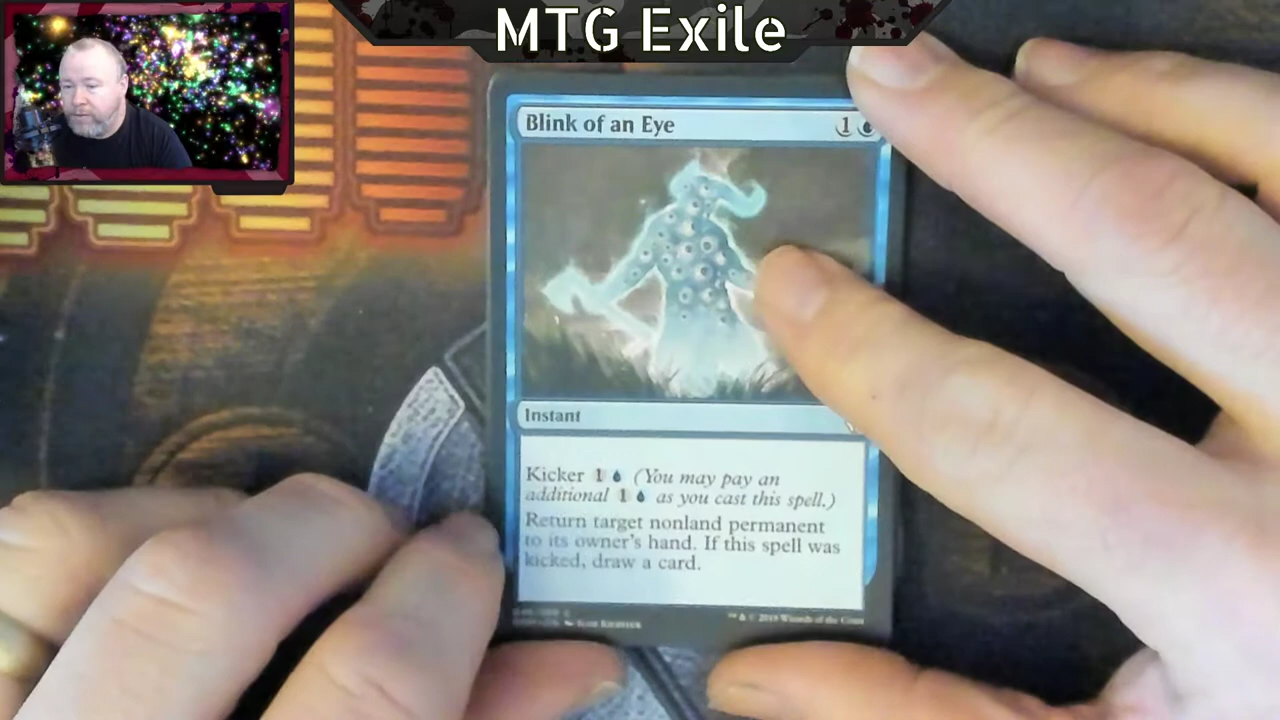 MTG Exile
Blink of an Eye 1
Instant
Kicker 1 (You may pay an
additional 1 as you cast this spell.)
Return target nonland permanent
to its owner's hand. If this spell was
kicked, draw a card.